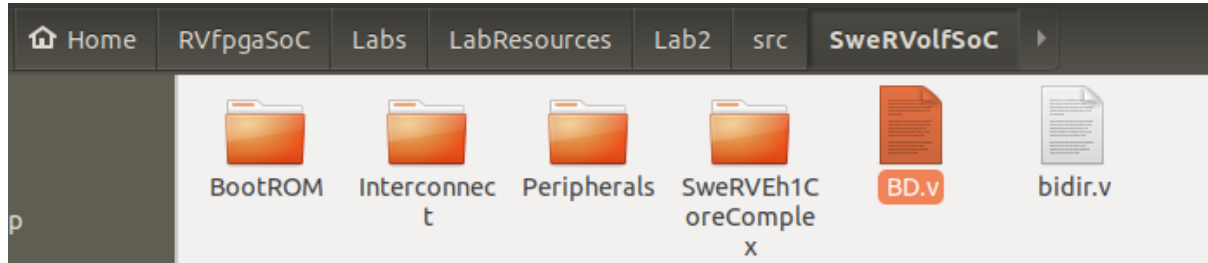 Home RVfpgaSoC Labs LabResources Lab2 src SweRVolfSoC
BootROM Interconnec Peripherals SweRVEh1C BD.v bidir.v
t oreComple
p x